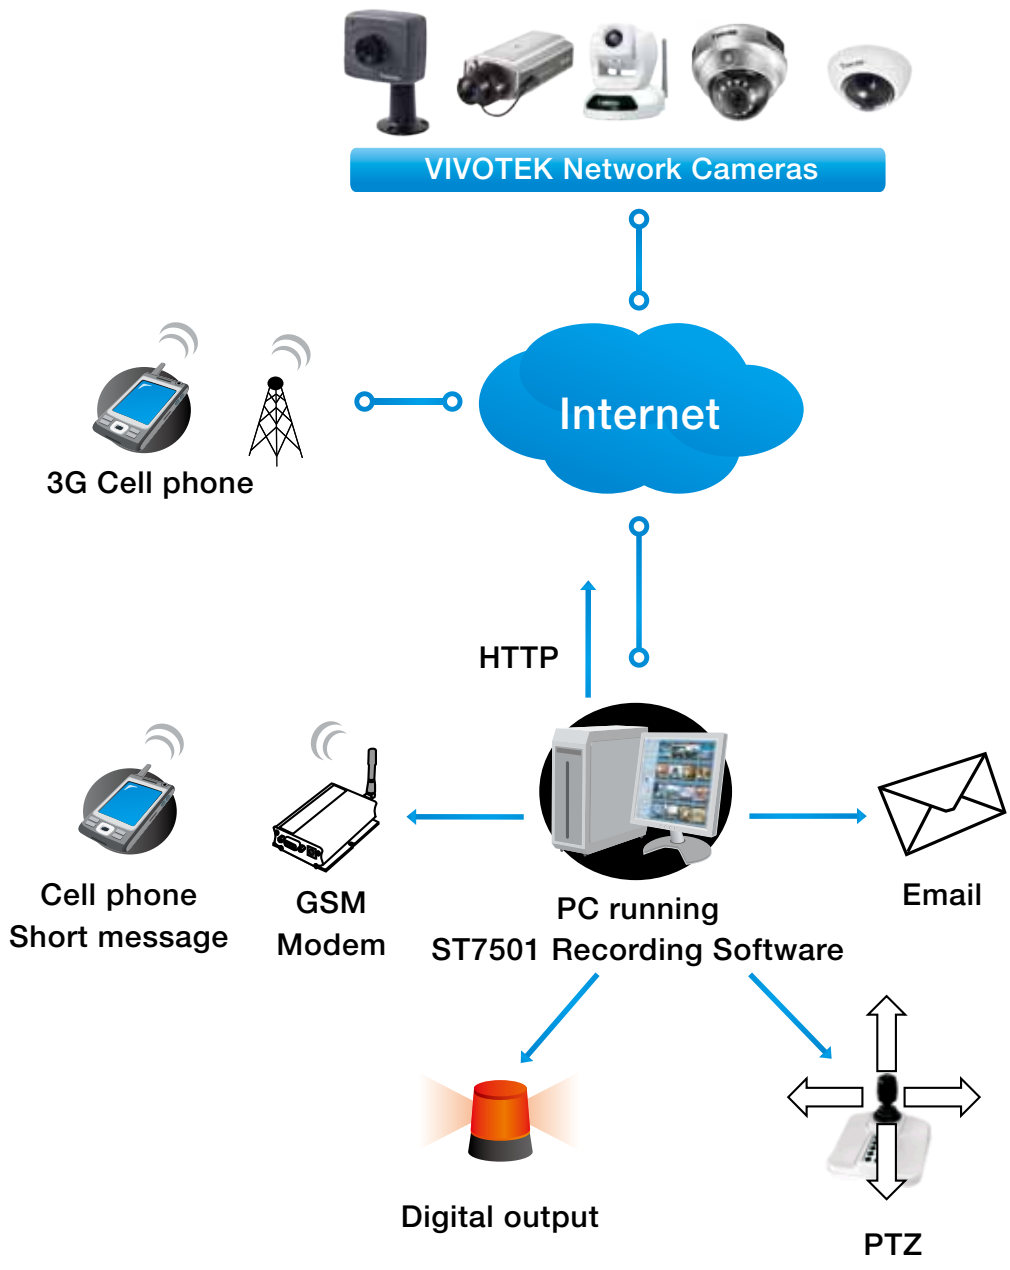 VIVOTEK Network Cameras
Internet
3G Cell phone
HTTP
Cell phone
Short message
GSM
Modem
PC running
ST7501 Recording Software
Email
Digital output
PTZ